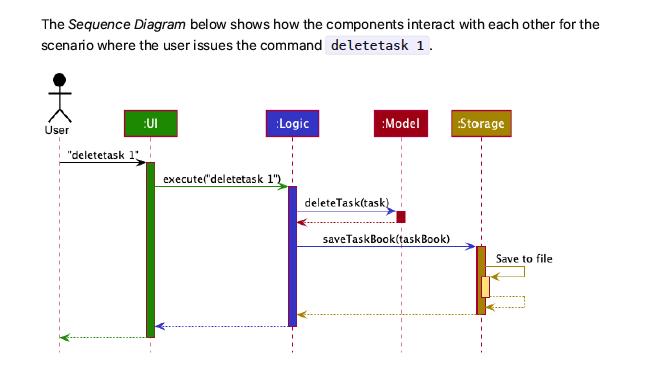 The Sequence Diagram below shows how the components interact with each other for the
scenario where the user issues the command deletetask 1.
User
:UI
:Logic
:Model
:Storage
"deletetask 1"
execute("deletetask 1")
deleteTask(task)
saveTaskBook(taskBook)
Save to file